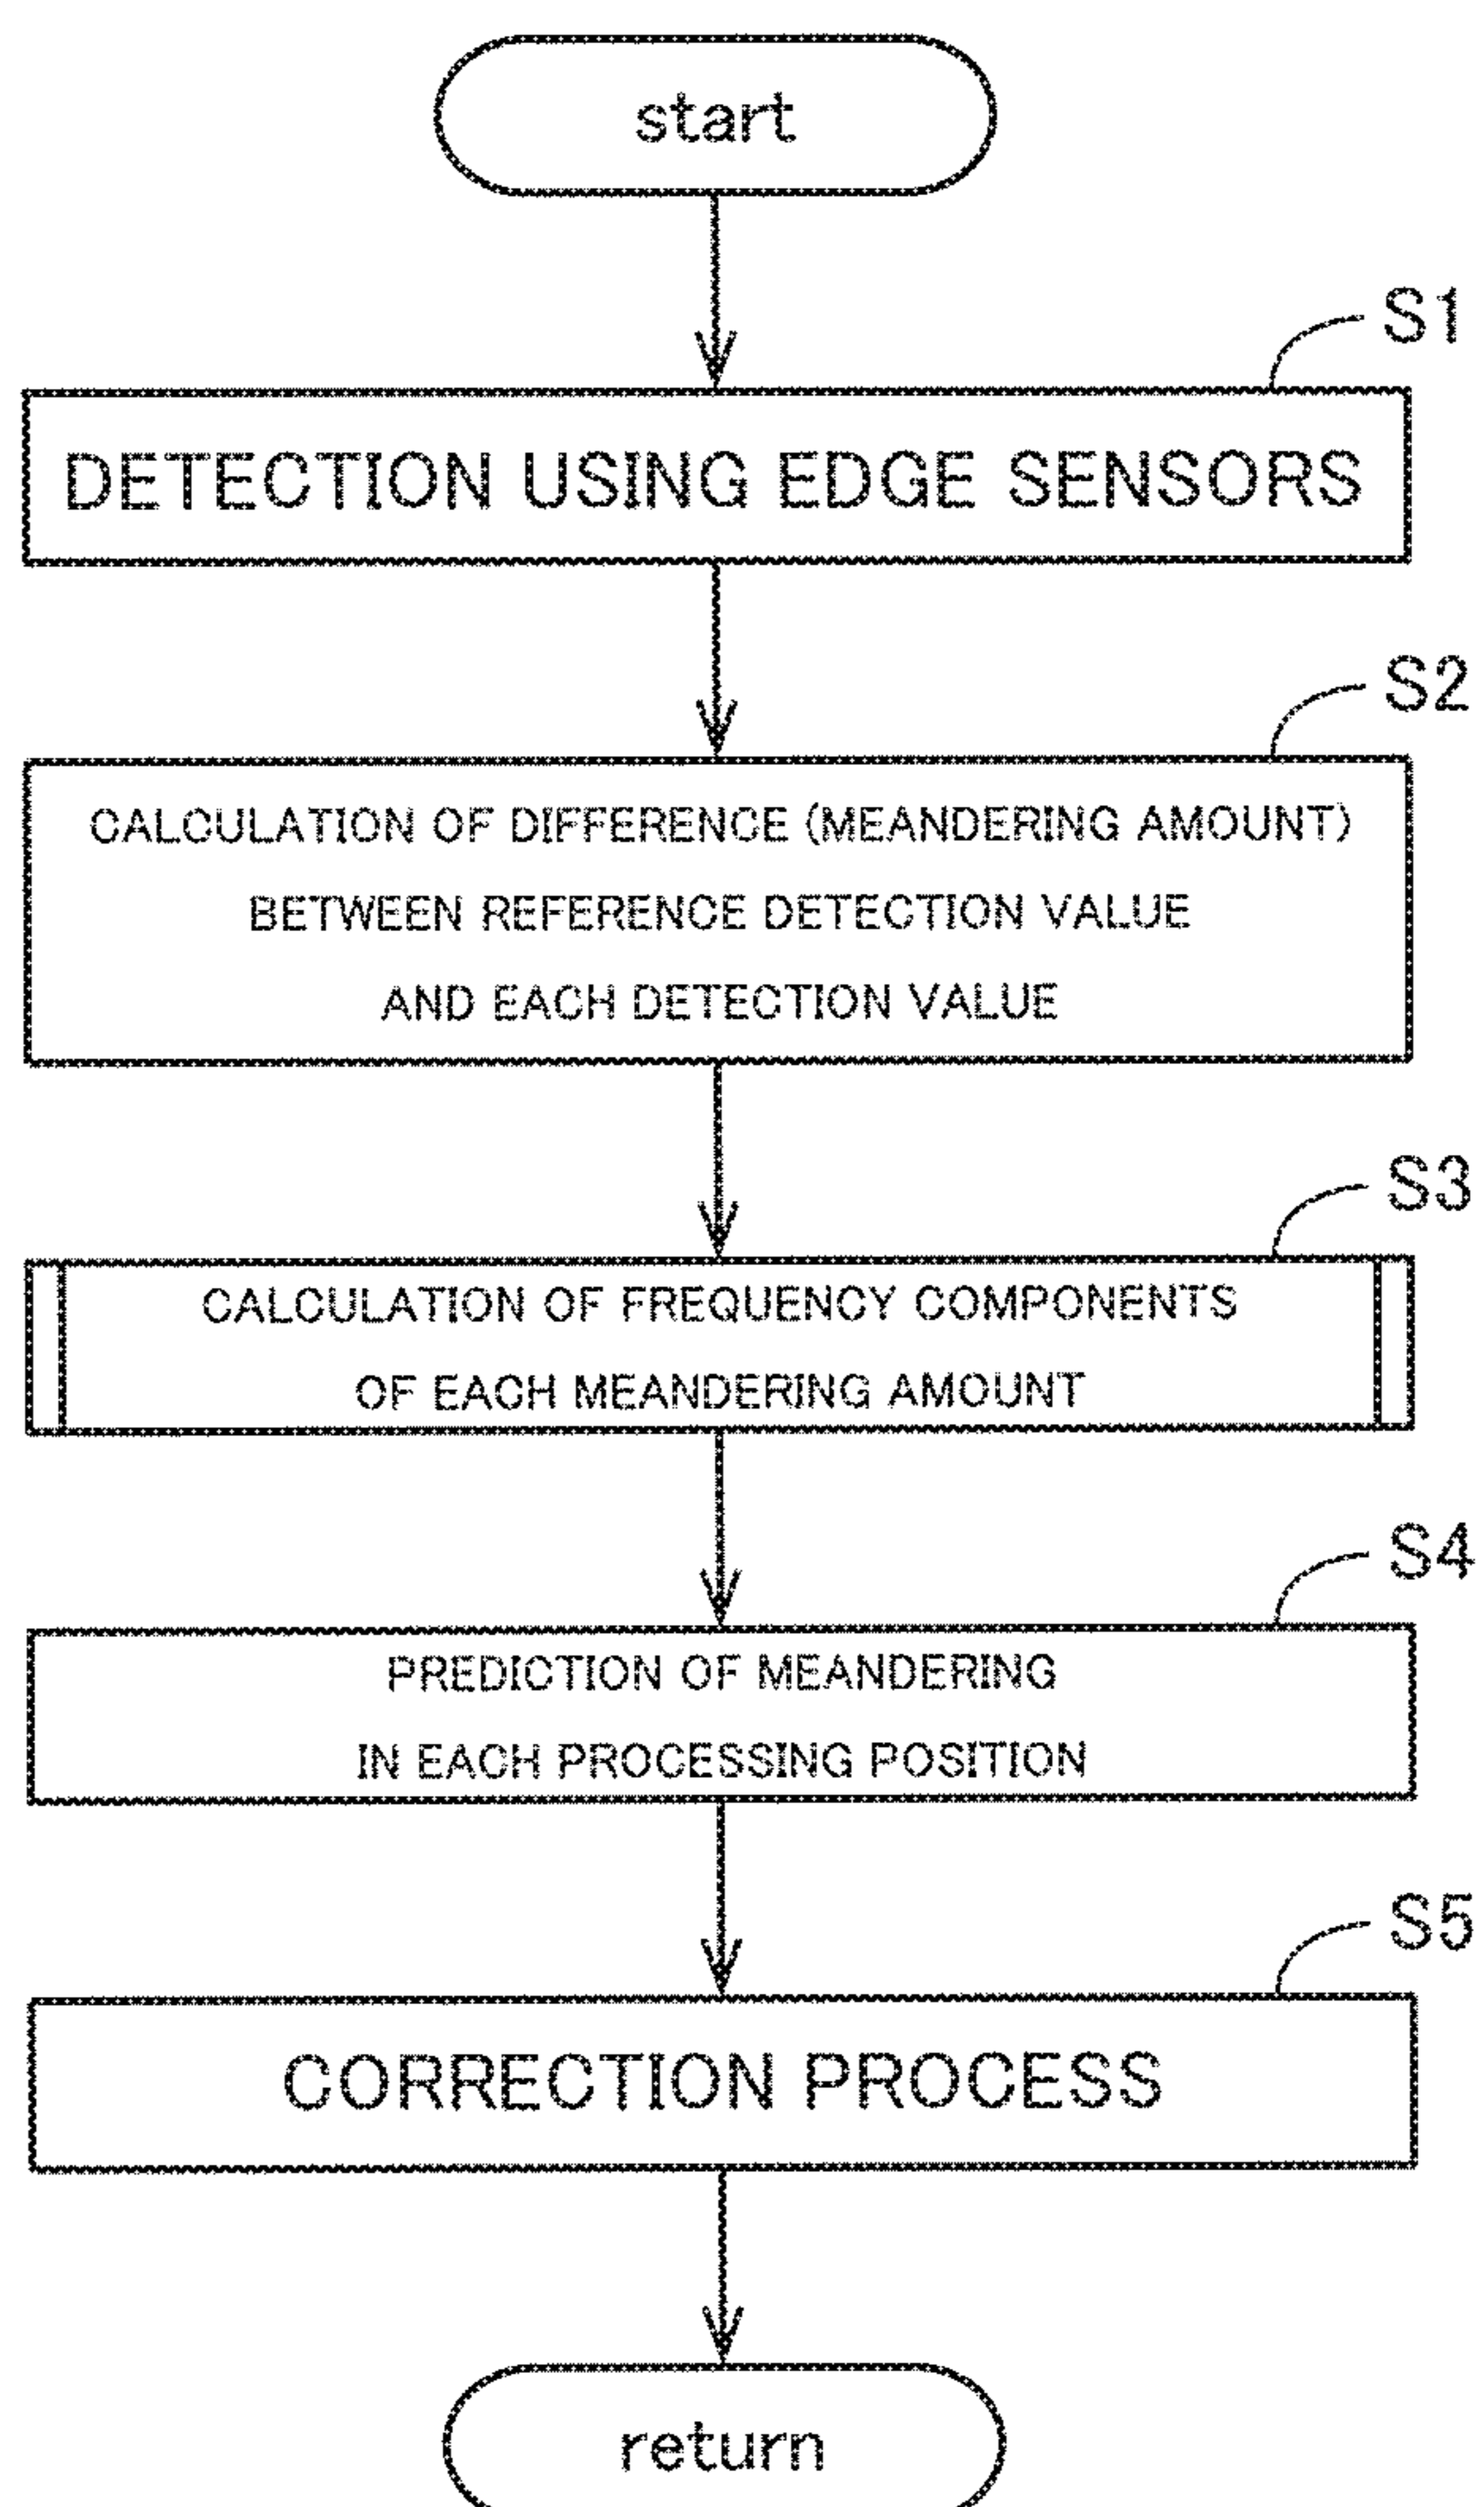 start
S1
DETECTION USING EDGE SENSORS
S2
CALCULATION OF DIFFERENCE (MEANDERING AMOUNT)
BETWEEN REFERENCE DETECTION VALUE
AND EACH DETECTION VALUE
S3
CALCULATION OF FREQUENCY COMPONENTS
OF EACH MEANDERING AMOUNT
S4
PREDICTION OF MEANDERING
IN EACH PROCESSING POSITION
S5
CORRECTION PROCESS
return